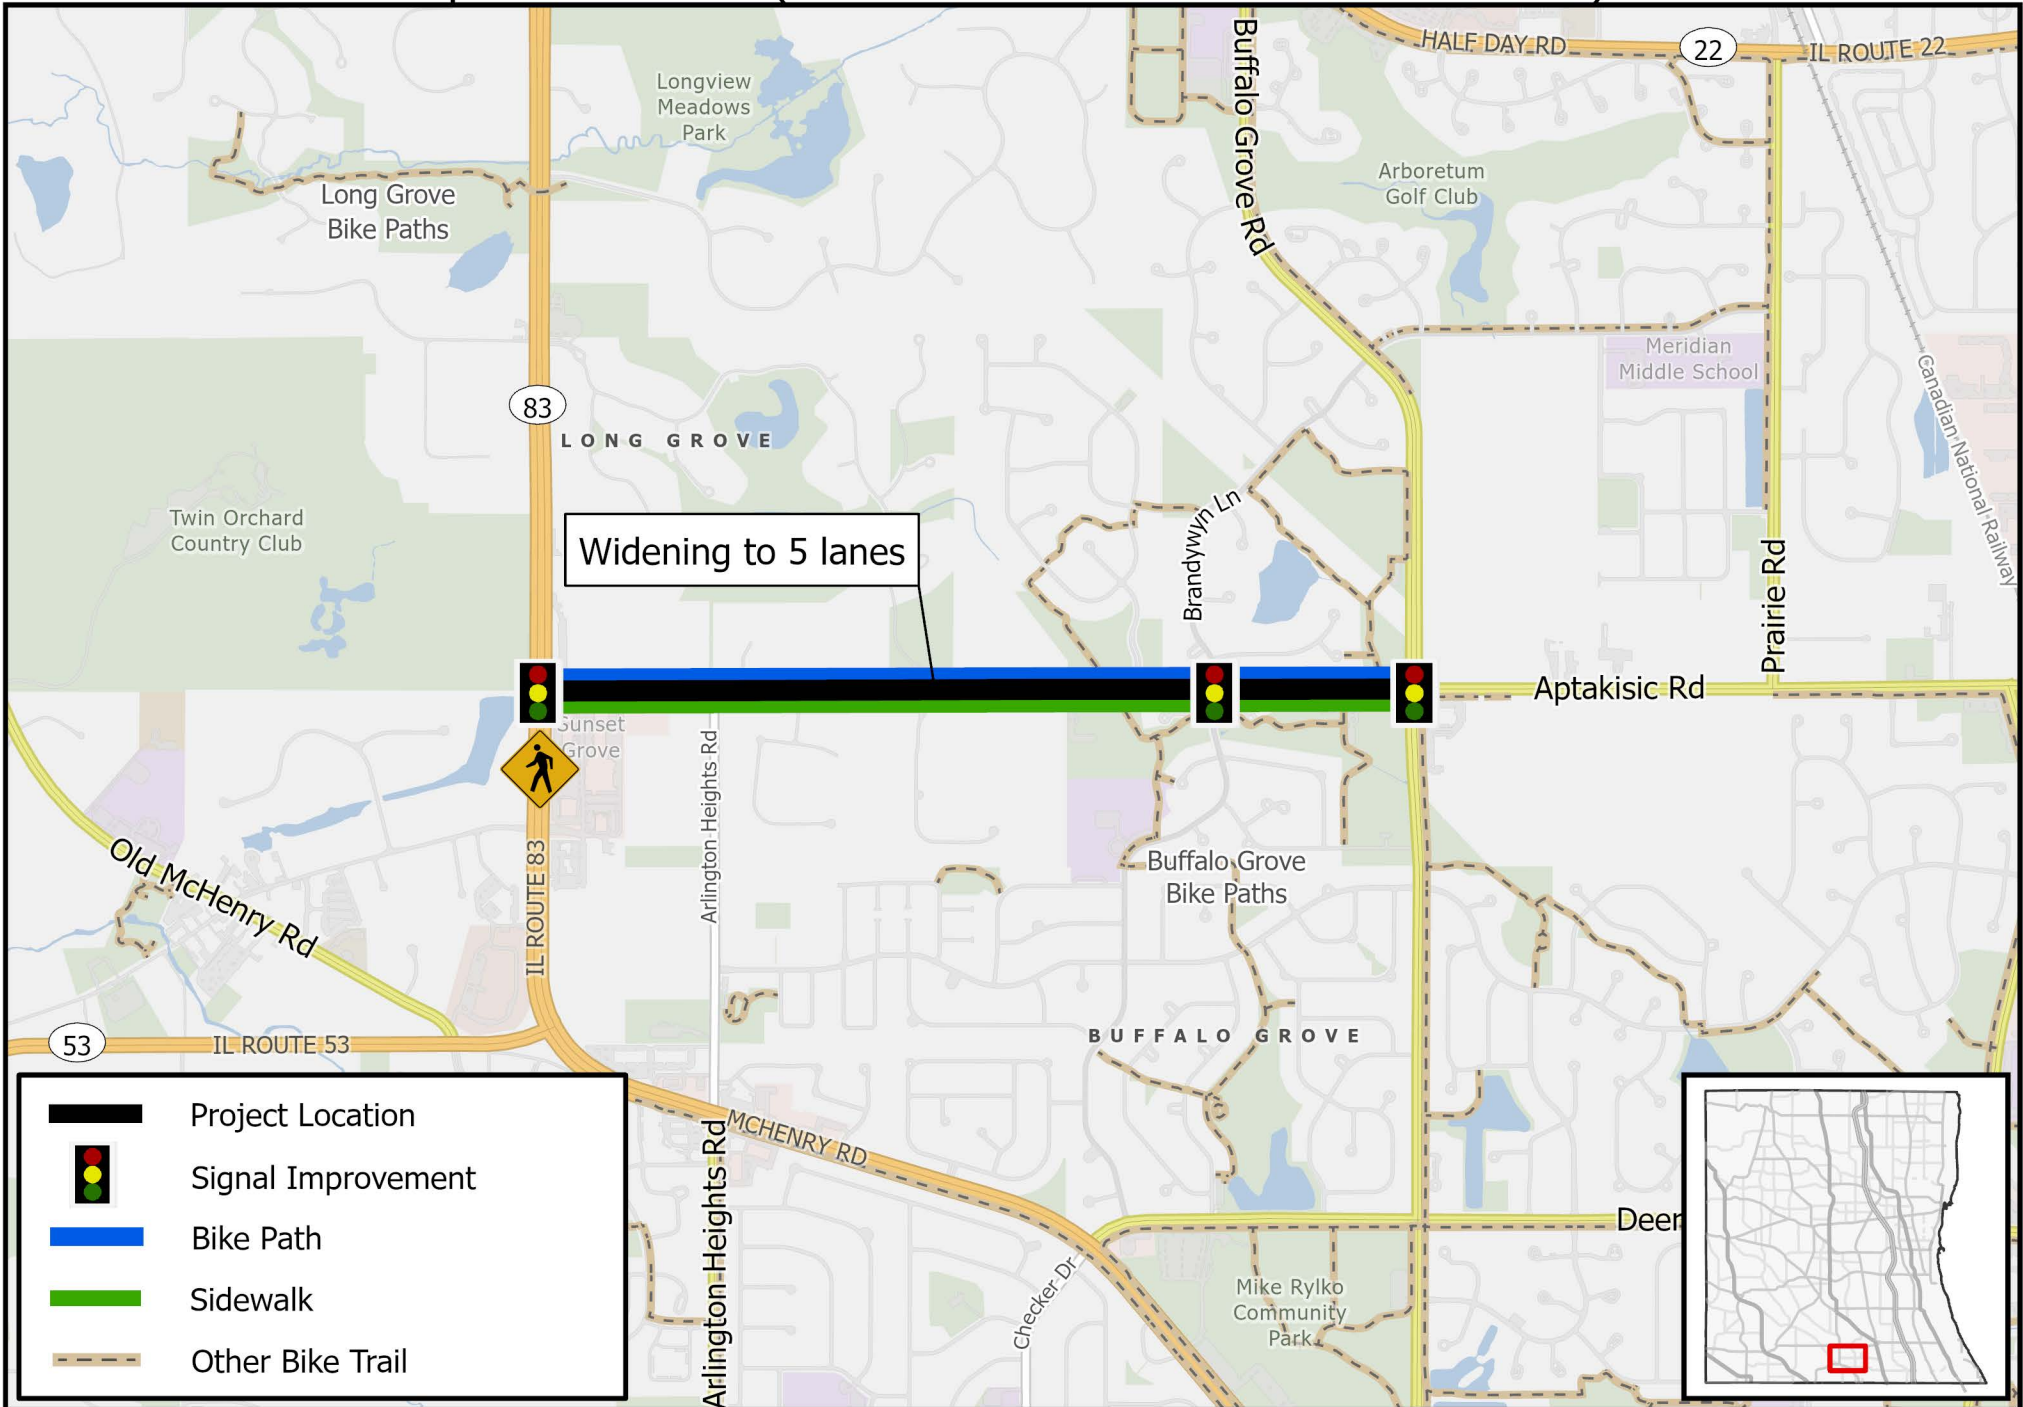 HALF DAY RD
22
IL ROUTE 22
Buffalo Grove Rd
Longview
Meadows
Park
Long Grove
Bike Paths
Arboretum
Golf Club
Meridian
Middle School
Canadian National Railway
83
LONG GROVE
Twin Orchard
Country Club
Widening to 5 lanes
Brandywyn Ln
Prairie Rd
Aptakisic Rd
Sunset
Grove
Arlington Heights Rd
Old McHenry Rd
IL ROUTE 83
Buffalo Grove
Bike Paths
BUFFALO GROVE
53
IL ROUTE 53
MCHENRY RD
Arlington Heights Rd
Checker Dr
Deer
Mike Rylko
Community
Park
Project Location
Signal Improvement
Bike Path
Sidewalk
Other Bike Trail